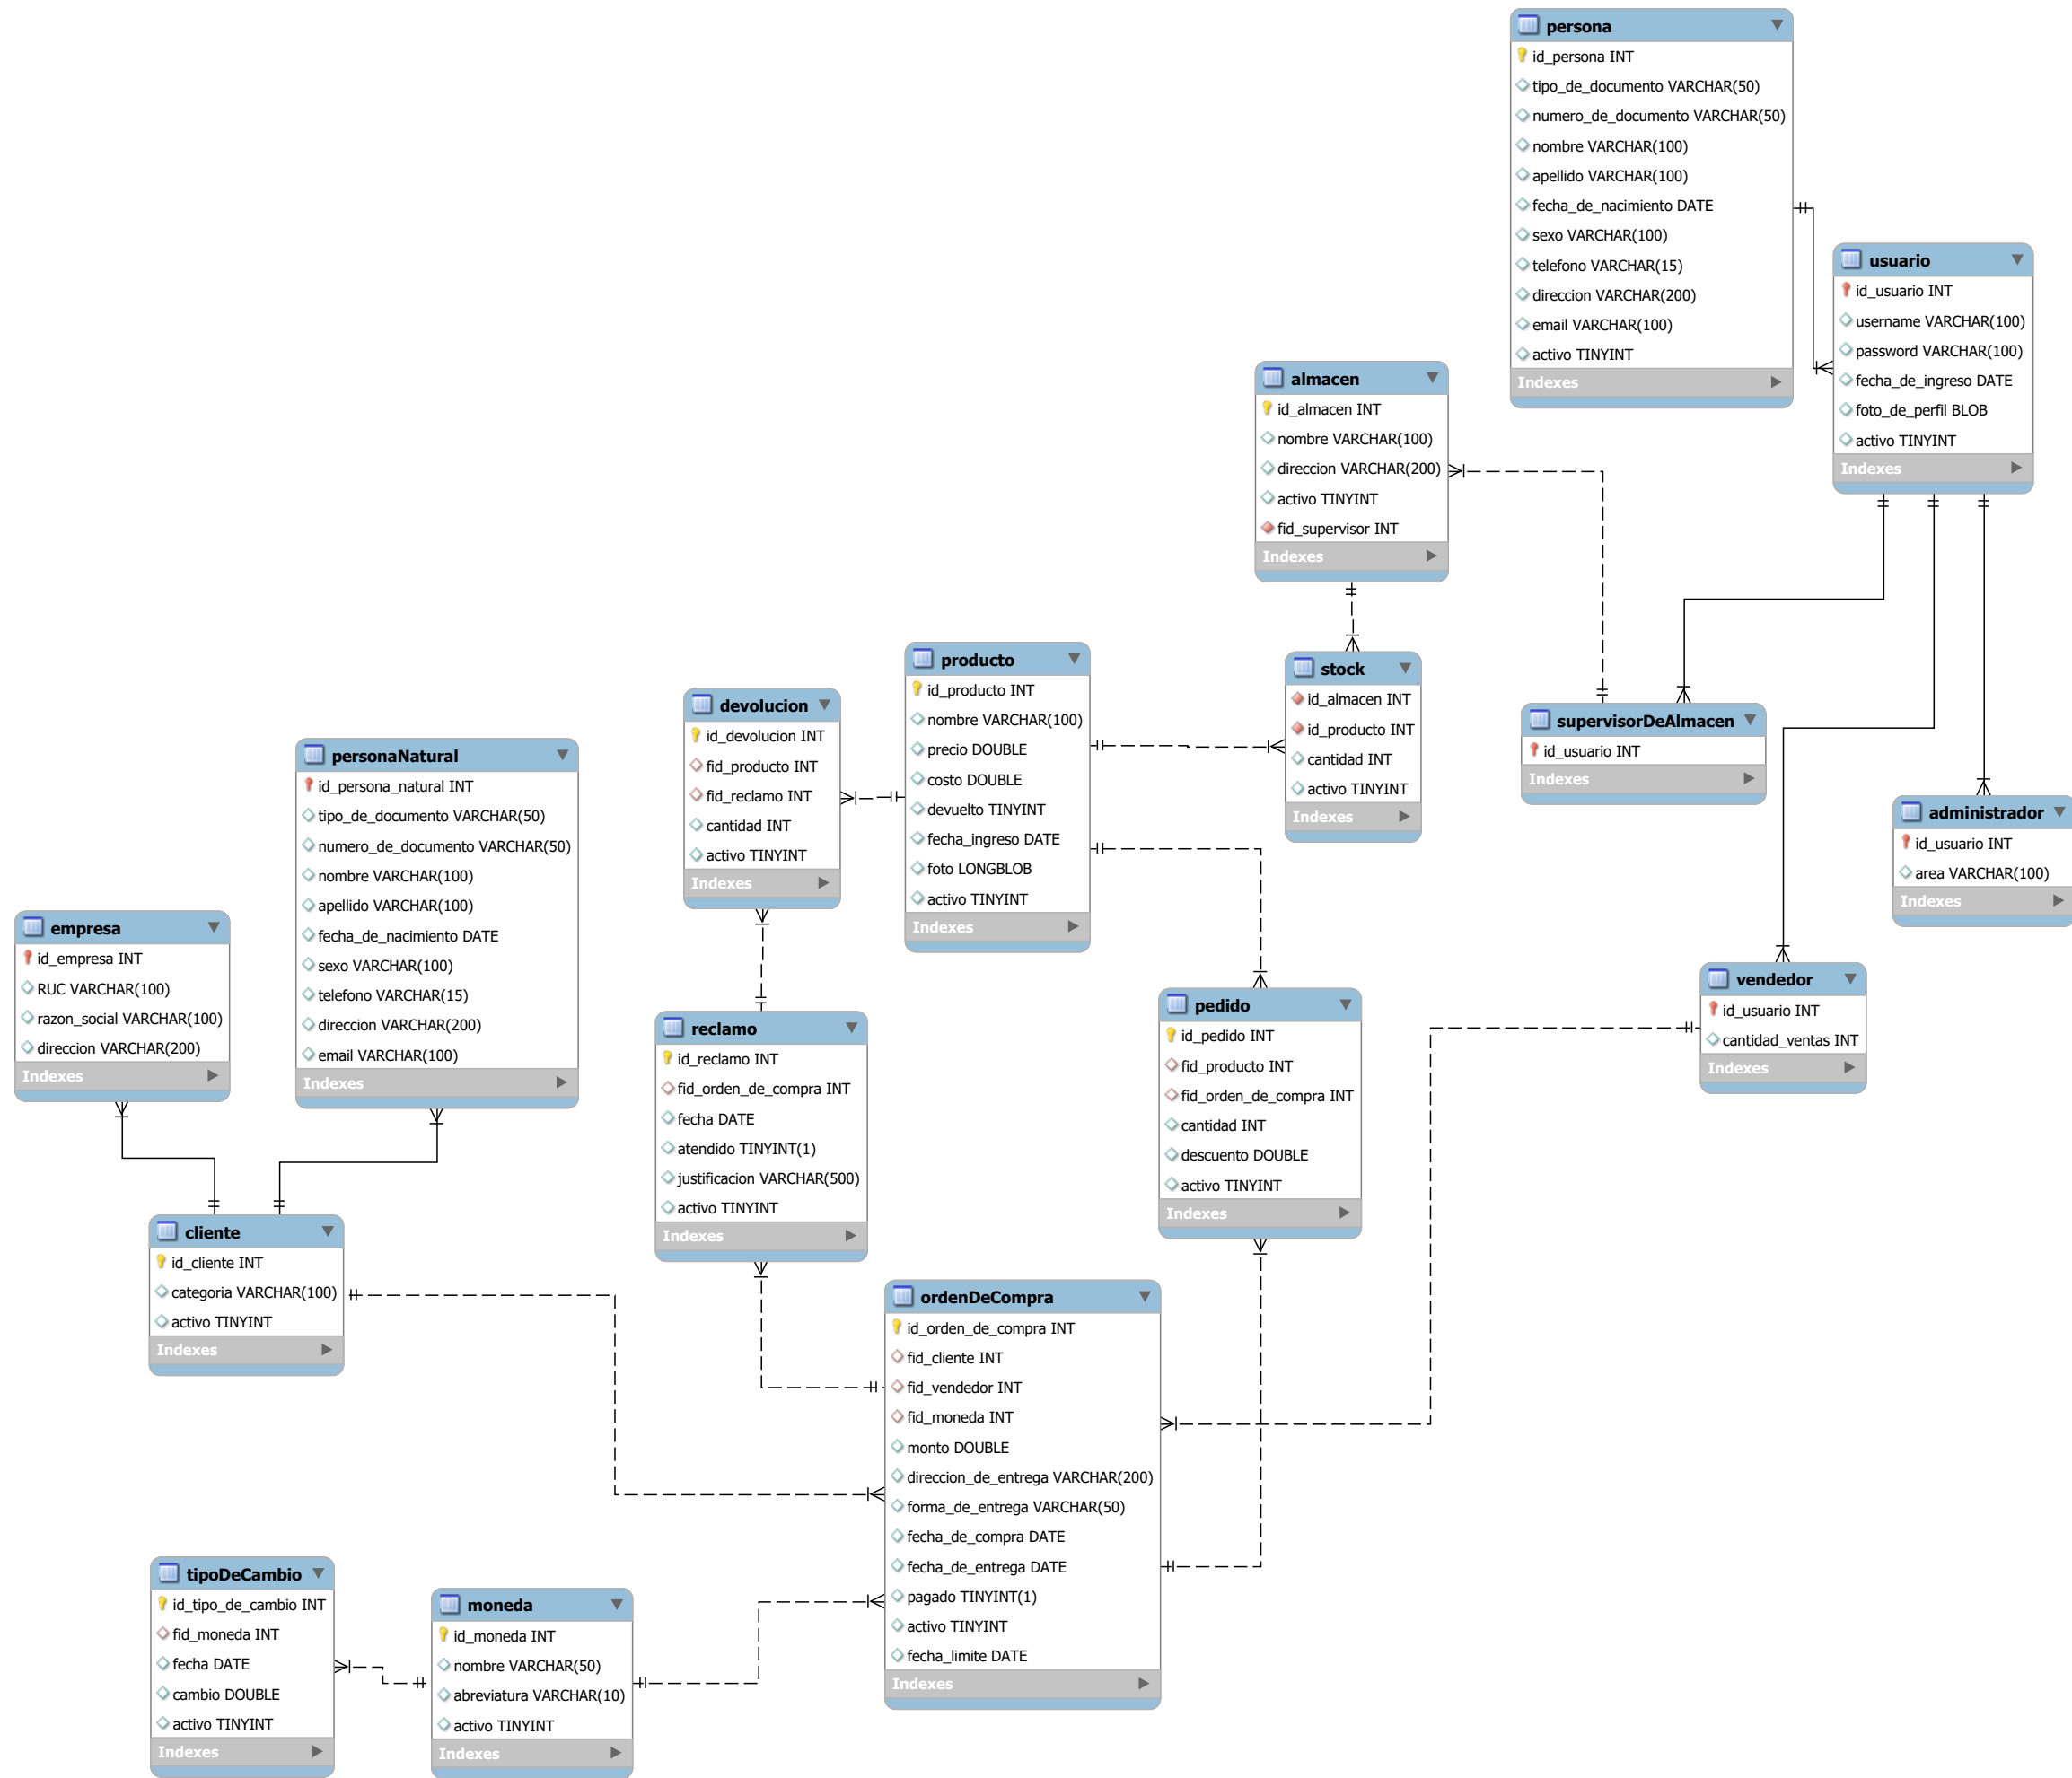 persona
id_persona INT
tipo_de_documento VARCHAR(50)
numero_de_documento VARCHAR(50)
nombre VARCHAR(100)
apellido VARCHAR(100)
fecha_de_nacimiento DATE
sexo VARCHAR(100)
telefono VARCHAR(15)
direccion VARCHAR(200)
email VARCHAR(100)
activo TINYINT
Indexes
usuario
id_usuario INT
username VARCHAR(100)
password VARCHAR(100)
fecha_de_ingreso DATE
foto_de_perfil BLOB
activo TINYINT
Indexes
almacen
id_almacen INT
nombre VARCHAR(100)
direccion VARCHAR(200)
activo TINYINT
fid_supervisor INT
Indexes
producto
id_producto INT
nombre VARCHAR(100)
precio DOUBLE
costo DOUBLE
devuelto TINYINT
fecha_ingreso DATE
foto LONGBLOB
activo TINYINT
Indexes
stock
id_almacen INT
id_producto INT
cantidad INT
activo TINYINT
Indexes
devolucion
id_devolucion INT
fid_producto INT
fid_reclamo INT
cantidad INT
activo TINYINT
Indexes
supervisorDeAlmacen
id_usuario INT
Indexes
personaNatural
id_persona_natural INT
tipo_de_documento VARCHAR(50)
numero_de_documento VARCHAR(50)
nombre VARCHAR(100)
apellido VARCHAR(100)
fecha_de_nacimiento DATE
sexo VARCHAR(100)
telefono VARCHAR(15)
direccion VARCHAR(200)
email VARCHAR(100)
Indexes
administrador
id_usuario INT
area VARCHAR(100)
Indexes
empresa
id_empresa INT
RUC VARCHAR(100)
razon_social VARCHAR(100)
direccion VARCHAR(200)
Indexes
vendedor
id_usuario INT
cantidad_ventas INT
Indexes
pedido
id_pedido INT
fid_producto INT
fid_orden_de_compra INT
cantidad INT
descuento DOUBLE
activo TINYINT
Indexes
reclamo
id_reclamo INT
fid_orden_de_compra INT
fecha DATE
atendido TINYINT(1)
justificacion VARCHAR(500)
activo TINYINT
Indexes
cliente
id_cliente INT
categoria VARCHAR(100)
activo TINYINT
Indexes
ordenDeCompra
id_orden_de_compra INT
fid_cliente INT
fid_vendedor INT
fid_moneda INT
monto DOUBLE
direccion_de_entrega VARCHAR(200)
forma_de_entrega VARCHAR(50)
fecha_de_compra DATE
fecha_de_entrega DATE
pagado TINYINT(1)
activo TINYINT
fecha_limite DATE
Indexes
tipoDeCambio
id_tipo_de_cambio INT
fid_moneda INT
fecha DATE
cambio DOUBLE
activo TINYINT
Indexes
moneda
id_moneda INT
nombre VARCHAR(50)
abreviatura VARCHAR(10)
activo TINYINT
Indexes